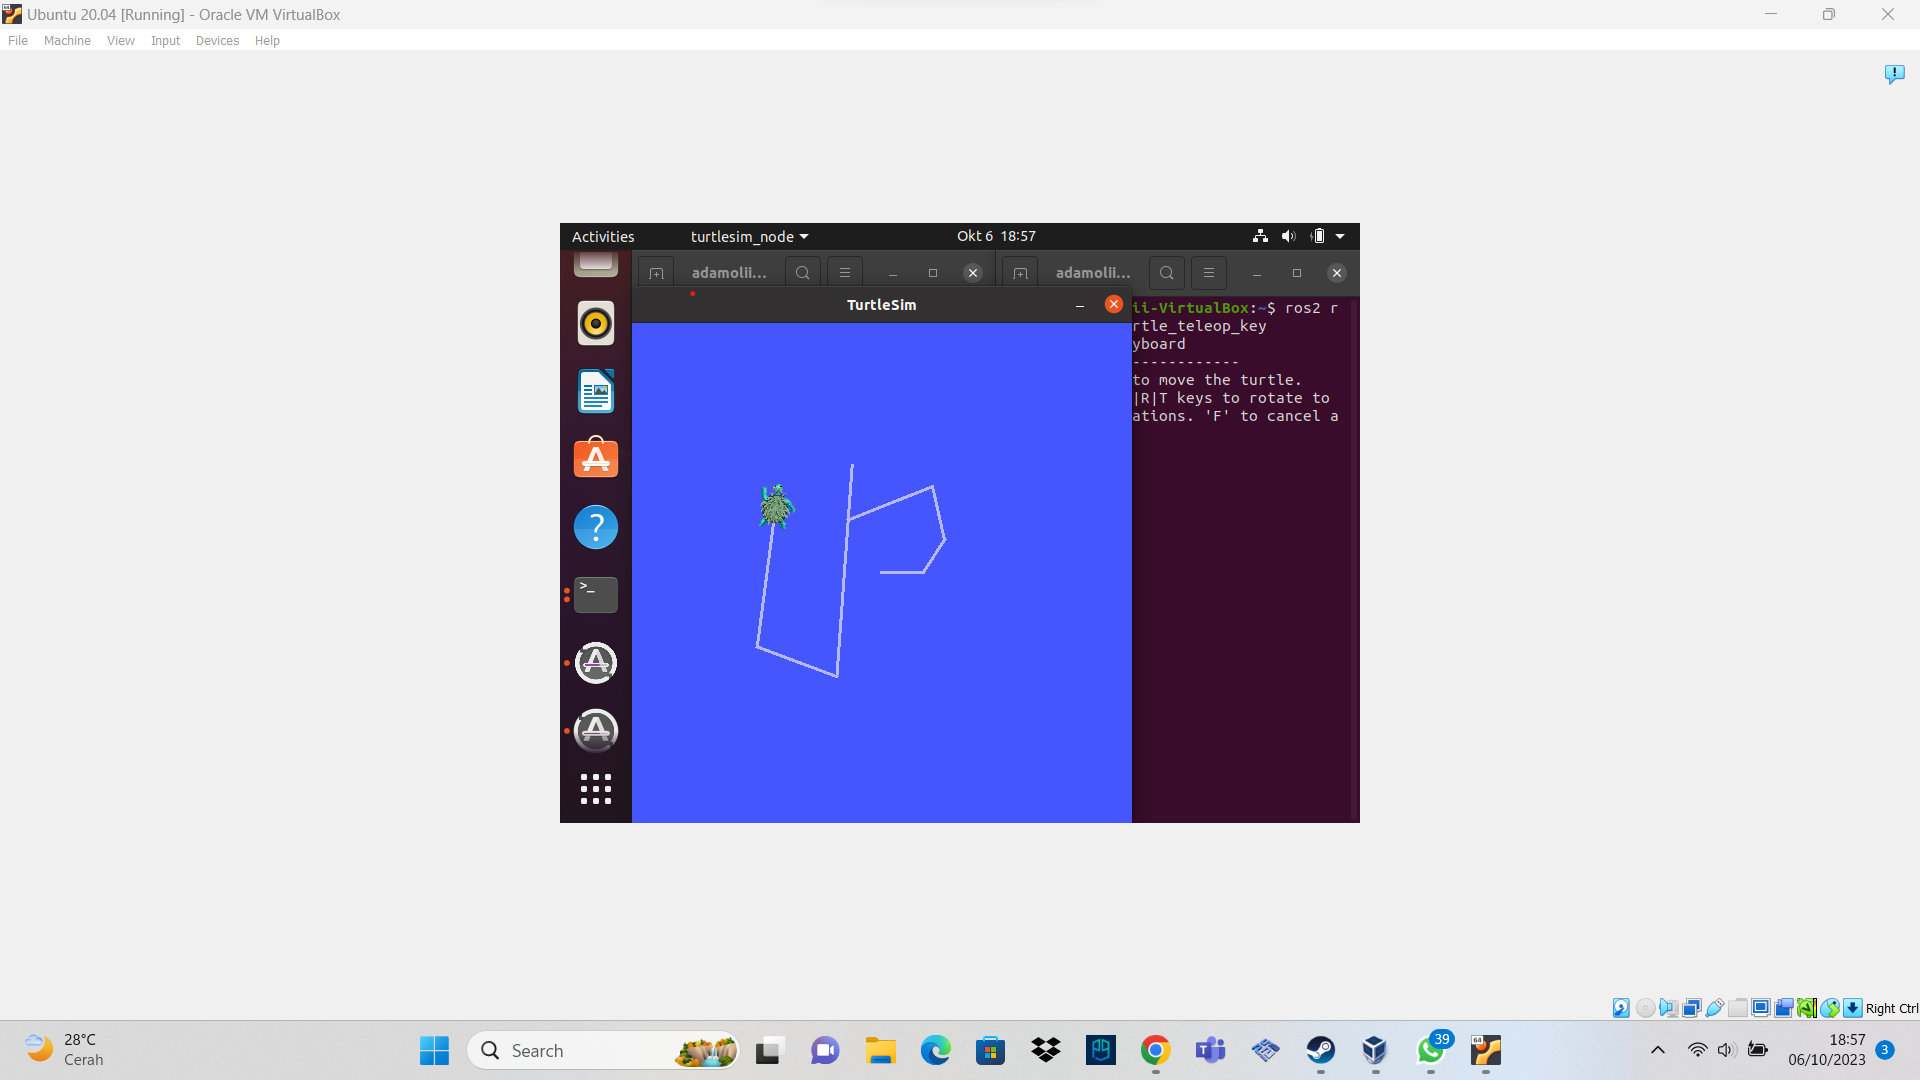 Ubuntu 20.04 [Running] - Oracle VM VirtualBox
File Machine View Input Devices Help
Activities turtlesim_node Okt 6 18:57
adamolii... adamolii...
TurtleSim
ii-VirtualBox:~$ ros2 r
rtle_teleop_key
yboard
------------
to move the turtle.
|R|T keys to rotate to
ations. 'F' to cancel a
Right Ctrl
28°C
Cerah
Search
39
18:57
06/10/2023
3